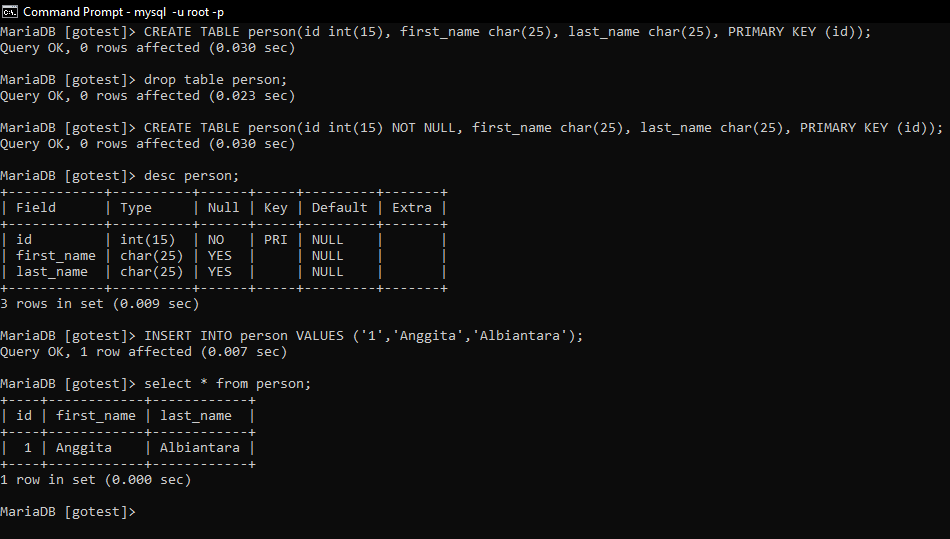 Command Prompt - mysql -u root -p
MariaDB [gotest]> CREATE TABLE person(id int(15), first_name char(25), last_name char(25), PRIMARY KEY (id));
Query OK, 0 rows affected (0.030 sec)
MariaDB [gotest]> drop table person;
Query OK, 0 rows affected (0.023 sec)
MariaDB [gotest]> CREATE TABLE person(id int(15) NOT NULL, first_name char(25), last_name char(25), PRIMARY KEY (id));
Query OK, 0 rows affected (0.030 sec)
MariaDB [gotest]> desc person;
+------------+----------+------+-----+---------+-------+
| Field      | Type     | Null | Key | Default | Extra |
+------------+----------+------+-----+---------+-------+
| id         | int(15)  | NO   | PRI | NULL    |       |
| first_name | char(25) | YES  |     | NULL    |       |
| last_name  | char(25) | YES  |     | NULL    |       |
+------------+----------+------+-----+---------+-------+
3 rows in set (0.009 sec)
MariaDB [gotest]> INSERT INTO person VALUES ('1','Anggita','Albiantara');
Query OK, 1 row affected (0.007 sec)
MariaDB [gotest]> select * from person;
+----+------------+------------+
| id | first_name | last_name  |
+----+------------+------------+
|  1 | Anggita    | Albiantara |
+----+------------+------------+
1 row in set (0.000 sec)
MariaDB [gotest]>